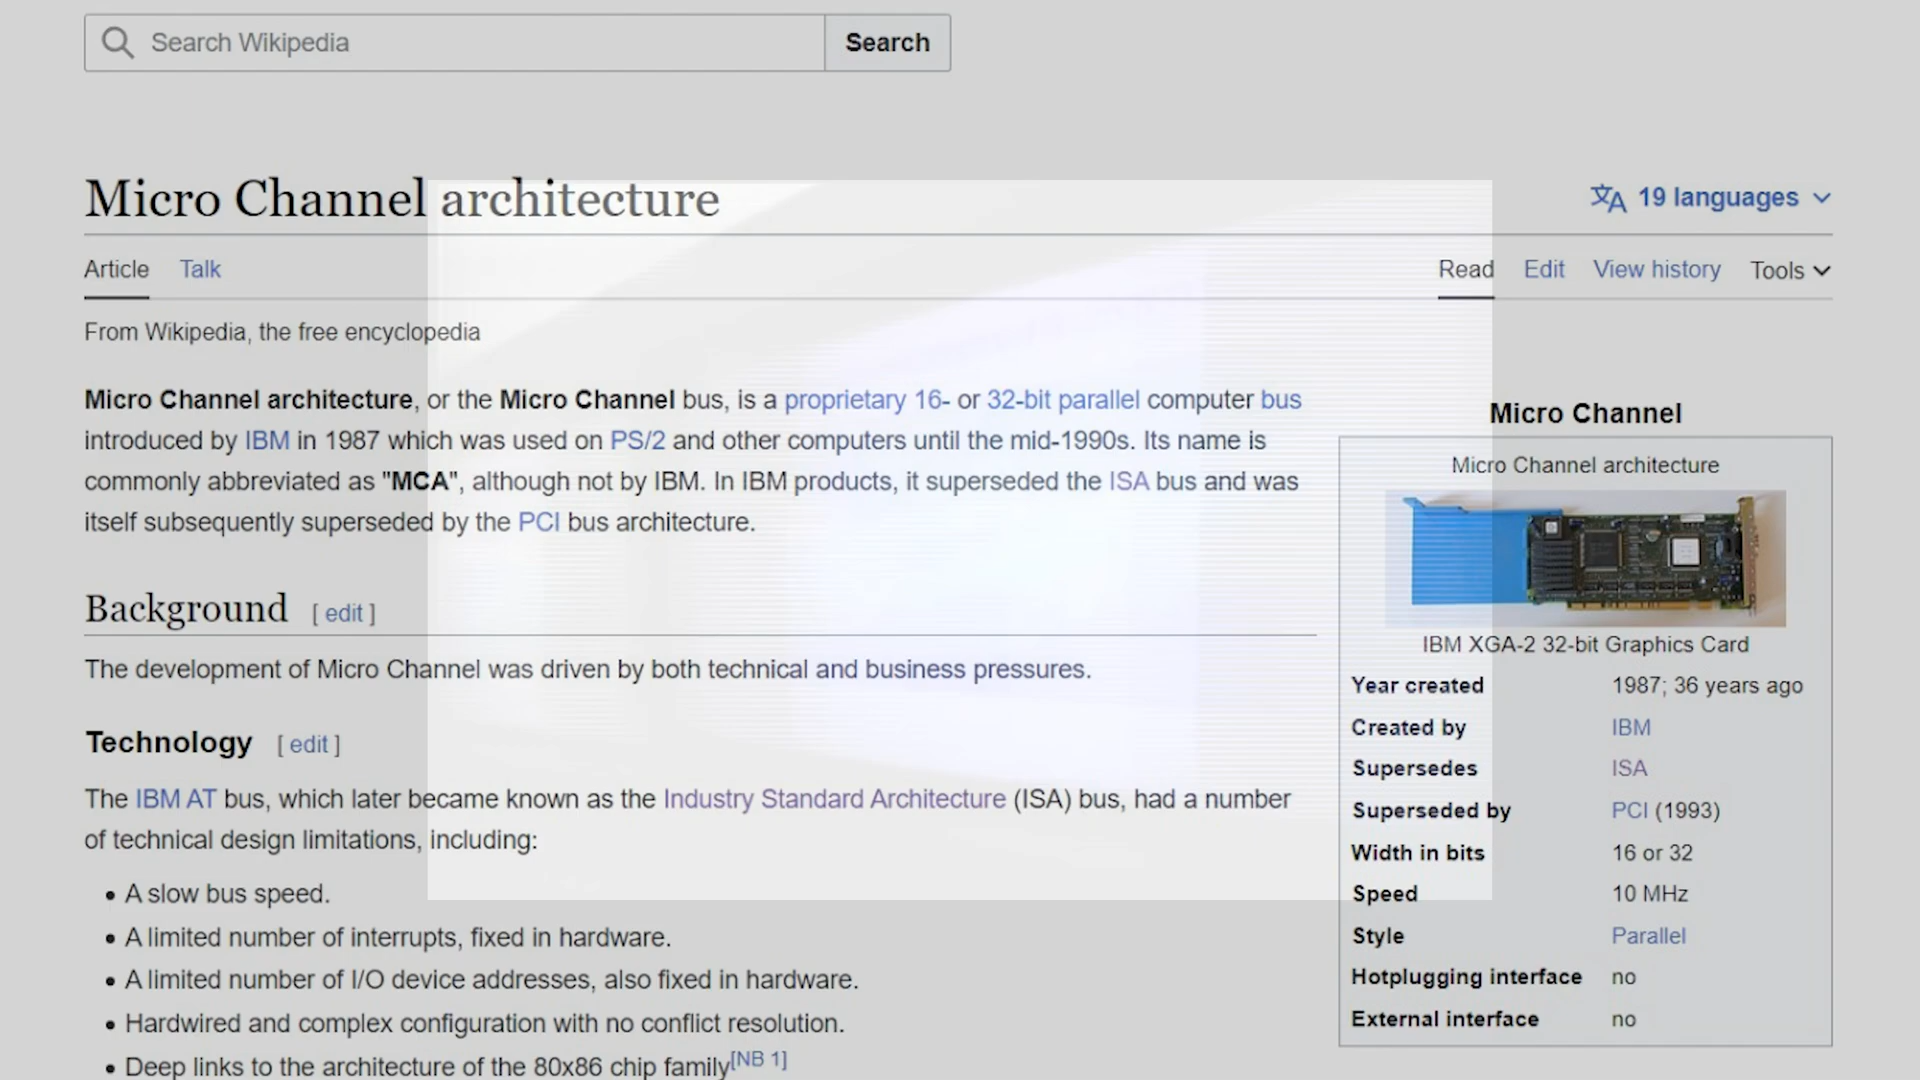 Search Wikipedia
Search
Micro Channel architecture
19 languages
Article Talk
Read Edit View history Tools
From Wikipedia, the free encyclopedia
Micro Channel architecture, or the Micro Channel bus, is a proprietary 16- or 32-bit parallel computer bus
introduced by IBM in 1987 which was used on PS/2 and other computers until the mid-1990s. Its name is
commonly abbreviated as "MCA", although not by IBM. In IBM products, it superseded the ISA bus and was
itself subsequently superseded by the PCI bus architecture.
Background [ edit ]
The development of Micro Channel was driven by both technical and business pressures.
Technology [ edit ]
The IBM AT bus, which later became known as the Industry Standard Architecture (ISA) bus, had a number
of technical design limitations, including:
• A slow bus speed.
• A limited number of interrupts, fixed in hardware.
• A limited number of I/O device addresses, also fixed in hardware.
• Hardwired and complex configuration with no conflict resolution.
• Deep links to the architecture of the 80x86 chip family[NB 1]
Micro Channel
Micro Channel architecture
IBM XGA-2 32-bit Graphics Card
Year created 1987; 36 years ago
Created by IBM
Supersedes ISA
Superseded by PCI (1993)
Width in bits 16 or 32
Speed 10 MHz
Style Parallel
Hotplugging interface no
External interface no